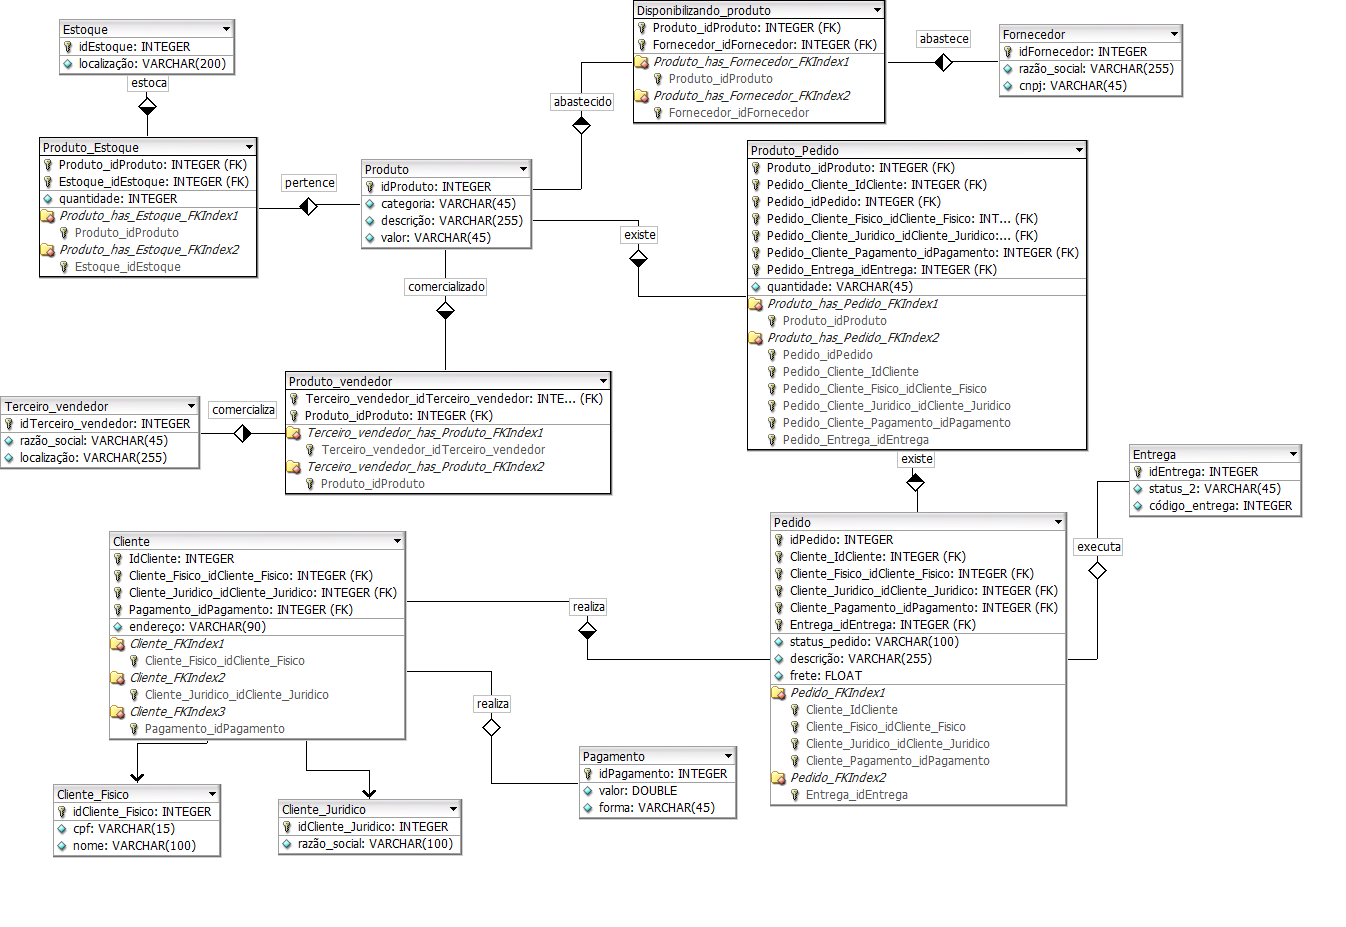 Estoque
idEstoque: INTEGER
localização: VARCHAR(200)
estoca
Produto_Estoque
Produto_idProduto: INTEGER (FK)
Estoque_idEstoque: INTEGER (FK)
quantidade: INTEGER
Produto_has_Estoque_FKIndex1
Produto_idProduto
Produto_has_Estoque_FKIndex2
Estoque_idEstoque
pertence
Produto
idProduto: INTEGER
categoria: VARCHAR(45)
descrição: VARCHAR(255)
valor: VARCHAR(45)
abastecido
Disponibilizando_produto
Produto_idProduto: INTEGER (FK)
Fornecedor_idFornecedor: INTEGER (FK)
Produto_has_Fornecedor_FKIndex1
Produto_idProduto
Produto_has_Fornecedor_FKIndex2
Fornecedor_idFornecedor
abastece
Fornecedor
idFornecedor: INTEGER
razão_social: VARCHAR(255)
cnpj: VARCHAR(45)
existe
Produto_Pedido
Produto_idProduto: INTEGER (FK)
Pedido_Cliente_IdCliente: INTEGER (FK)
Pedido_idPedido: INTEGER (FK)
Pedido_Cliente_Fisico_idCliente_Fisico: INT... (FK)
Pedido_Cliente_Juridico_idCliente_Juridico:... (FK)
Pedido_Cliente_Pagamento_idPagamento: INTEGER (FK)
Pedido_Entrega_idEntrega: INTEGER (FK)
quantidade: VARCHAR(45)
Produto_has_Pedido_FKIndex1
Produto_idProduto
Produto_has_Pedido_FKIndex2
Pedido_idPedido
Pedido_Cliente_IdCliente
Pedido_Cliente_Fisico_idCliente_Fisico
Pedido_Cliente_Juridico_idCliente_Juridico
Pedido_Cliente_Pagamento_idPagamento
Pedido_Entrega_idEntrega
comercializado
Produto_vendedor
Terceiro_vendedor_idTerceiro_vendedor: INTE... (FK)
Produto_idProduto: INTEGER (FK)
Terceiro_vendedor_has_Produto_FKIndex1
Terceiro_vendedor_idTerceiro_vendedor
Terceiro_vendedor_has_Produto_FKIndex2
Produto_idProduto
comercializa
Terceiro_vendedor
idTerceiro_vendedor: INTEGER
razão_social: VARCHAR(45)
localização: VARCHAR(255)
existe
Entrega
idEntrega: INTEGER
status_2: VARCHAR(45)
código_entrega: INTEGER
executa
Pedido
idPedido: INTEGER
Cliente_IdCliente: INTEGER (FK)
Cliente_Fisico_idCliente_Fisico: INTEGER (FK)
Cliente_Juridico_idCliente_Juridico: INTEGER (FK)
Cliente_Pagamento_idPagamento: INTEGER (FK)
Entrega_idEntrega: INTEGER (FK)
status_pedido: VARCHAR(100)
descrição: VARCHAR(255)
frete: FLOAT
Pedido_FKIndex1
Cliente_IdCliente
Cliente_Fisico_idCliente_Fisico
Cliente_Juridico_idCliente_Juridico
Cliente_Pagamento_idPagamento
Pedido_FKIndex2
Entrega_idEntrega
Cliente
IdCliente: INTEGER
Cliente_Fisico_idCliente_Fisico: INTEGER (FK)
Cliente_Juridico_idCliente_Juridico: INTEGER (FK)
Pagamento_idPagamento: INTEGER (FK)
endereço: VARCHAR(90)
Cliente_FKIndex1
Cliente_Fisico_idCliente_Fisico
Cliente_FKIndex2
Cliente_Juridico_idCliente_Juridico
Cliente_FKIndex3
Pagamento_idPagamento
realiza
realiza
Pagamento
idPagamento: INTEGER
valor: DOUBLE
forma: VARCHAR(45)
Cliente_Fisico
idCliente_Fisico: INTEGER
cpf: VARCHAR(15)
nome: VARCHAR(100)
Cliente_Juridico
idCliente_Juridico: INTEGER
razão_social: VARCHAR(100)